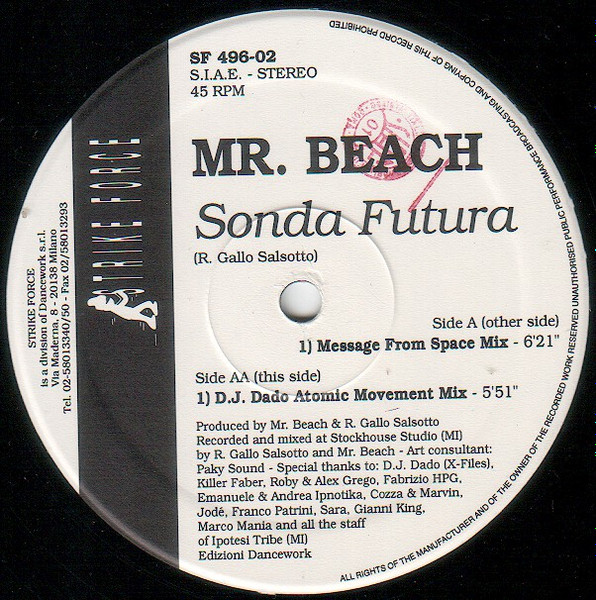 SF 496-02
S.I.A.E. - STEREO
45 RPM
MR. BEACH
Sonda Futura
(R. Gallo Salsotto)
Side A (other side)
1) Message From Space Mix - 6'21"
Side AA (this side)
1) D.J. Dado Atomic Movement Mix - 5'51"
Produced by Mr. Beach & R. Gallo Salsotto
Recorded and mixed at Stockhouse Studio (MI)
by R. Gallo Salsotto and Mr. Beach - Art consultant:
Paky Sound - Special thanks to: D.J. Dado (X-Files),
Killer Faber, Roby & Alex Grego, Fabrizio HPG,
Emanuele & Andrea Ipnotika, Cozza & Marvin,
Jodé, Franco Patrini, Sara, Gianni King,
Marco Mania and all the staff
of Ipotesi Tribe (MI)
Edizioni Dancework
STRIKE FORCE
STRIKE FORCE
is a division of Dancework s.r.l.
Via Maderna, 8 - 20138 Milano
Tel. 02-58013340/50 - Fax 02/58013293
ALL RIGHTS OF THE MANUFACTURER AND OF THE OWNER OF THE RECORDED WORK RESERVED UNAUTHORISED PUBLIC PERFORMANCE BROADCASTING AND COPYING OF THIS RECORD PROHIBITED